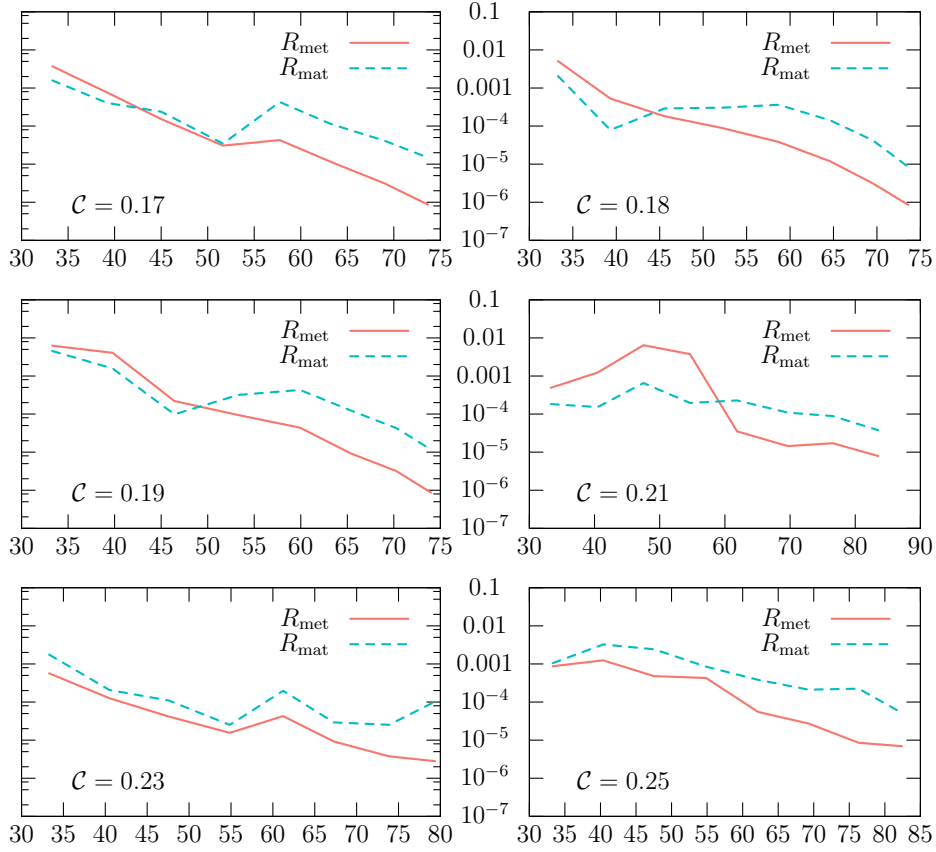 0.1
0.01
0.001
10⁻⁴
10⁻⁵
10⁻⁶
10⁻⁷
R_met
R_mat
C = 0.17
30 35 40 45 50 55 60 65 70 75
R_met
R_mat
C = 0.18
30 35 40 45 50 55 60 65 70 75
0.1
0.01
0.001
10⁻⁴
10⁻⁵
10⁻⁶
10⁻⁷
R_met
R_mat
C = 0.19
30 35 40 45 50 55 60 65 70 75
R_met
R_mat
C = 0.21
30 40 50 60 70 80 90
0.1
0.01
0.001
10⁻⁴
10⁻⁵
10⁻⁶
10⁻⁷
R_met
R_mat
C = 0.23
30 35 40 45 50 55 60 65 70 75 80
R_met
R_mat
C = 0.25
30 35 40 45 50 55 60 65 70 75 80 85